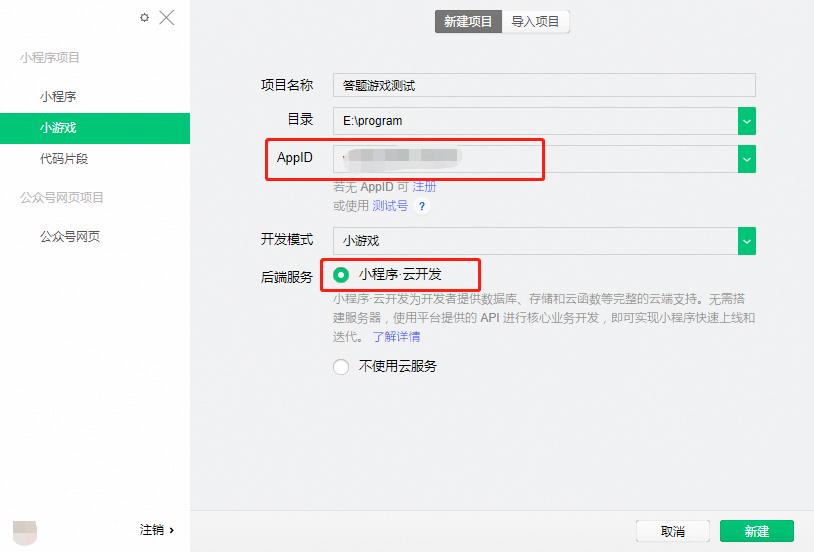 新建项目 导入项目
小程序项目
小程序
小游戏
代码片段
公众号网页项目
公众号网页
注销
项目名称 答题游戏测试
目录 E:\program
AppID
若无 AppID 可 注册
或使用 测试号 ?
开发模式 小游戏
后端服务 小程序·云开发
小程序·云开发为开发者提供数据库、存储和云函数等完整的云端支持。无需搭
建服务器，使用平台提供的 API 进行核心业务开发，即可实现小程序快速上线和
迭代。 了解详情
不使用云服务
取消 新建